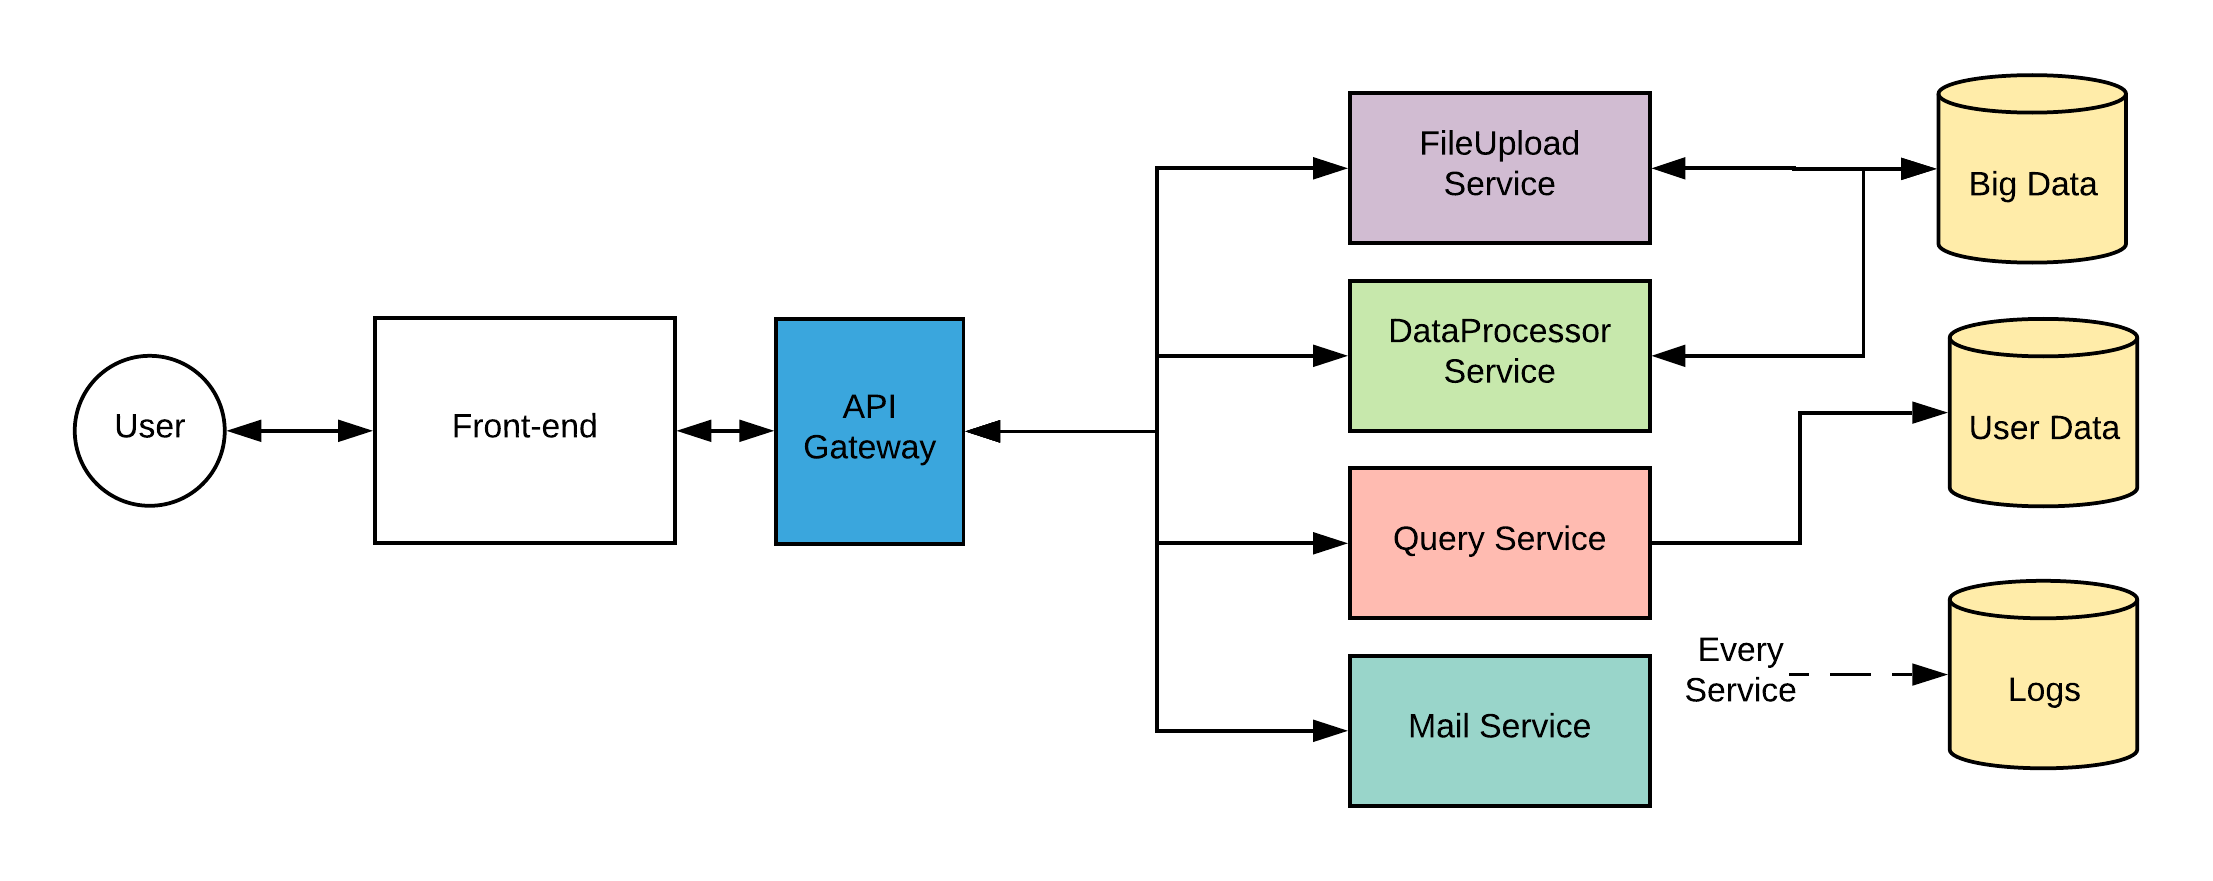 User
Front-end
API
Gateway
FileUpload
Service
DataProcessor
Service
Query Service
Mail Service
Big Data
User Data
Every
Service
Logs